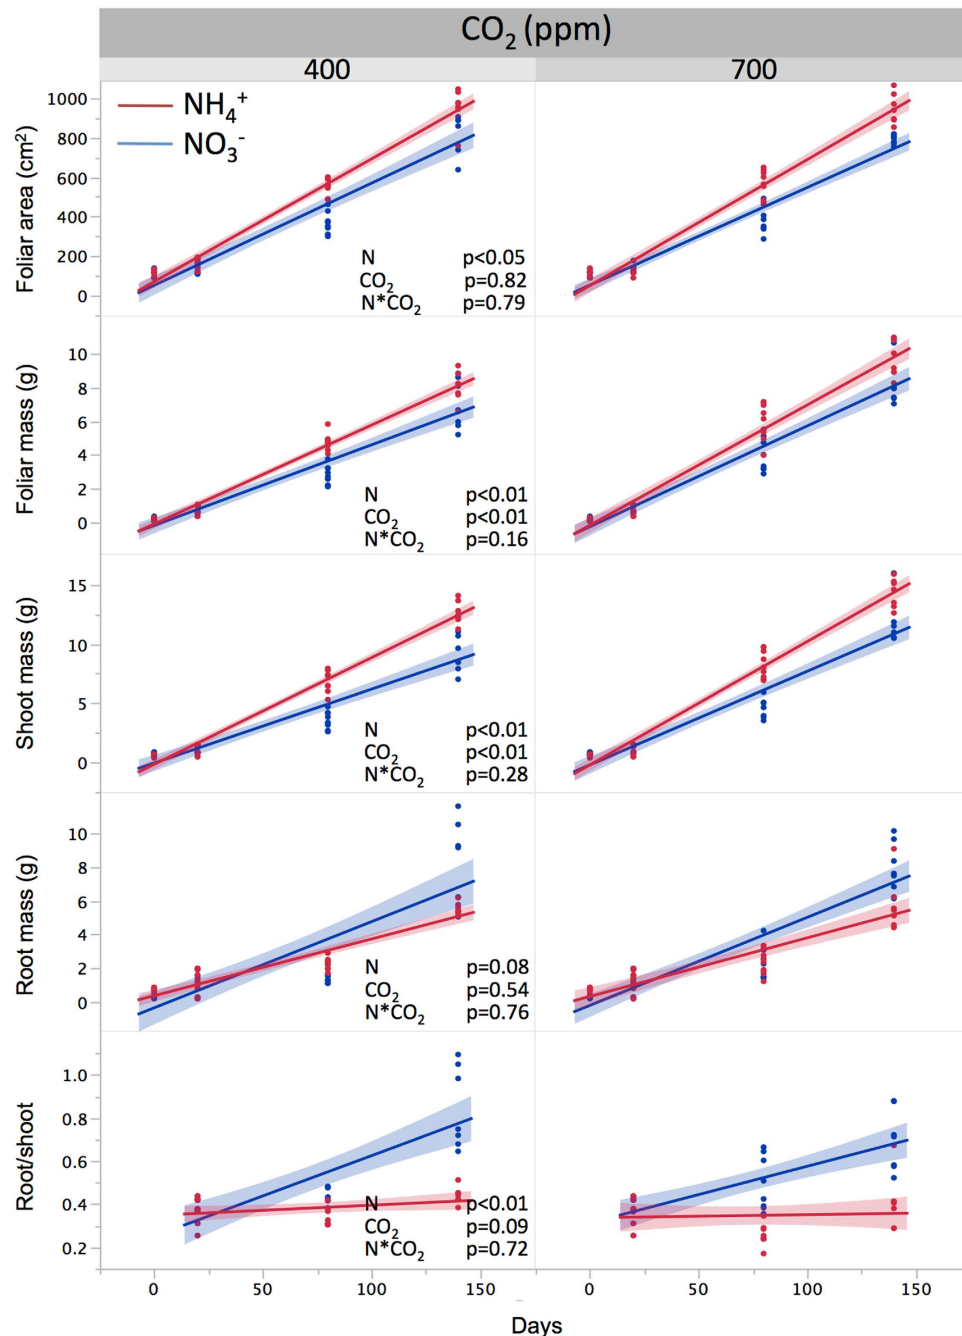 CO₂ (ppm)
400 700
NH₄⁺
NO₃⁻
Foliar area (cm²)
1000
800
600
400
200
0
N p<0.05
CO₂ p=0.82
N*CO₂ p=0.79
Foliar mass (g)
10
8
6
4
2
0
N p<0.01
CO₂ p<0.01
N*CO₂ p=0.16
Shoot mass (g)
15
10
5
0
N p<0.01
CO₂ p<0.01
N*CO₂ p=0.28
Root mass (g)
10
8
6
4
2
0
N p=0.08
CO₂ p=0.54
N*CO₂ p=0.76
Root/shoot
1.0
0.8
0.6
0.4
0.2
N p<0.01
CO₂ p=0.09
N*CO₂ p=0.72
0 50 100 150 0 50 100 150
Days